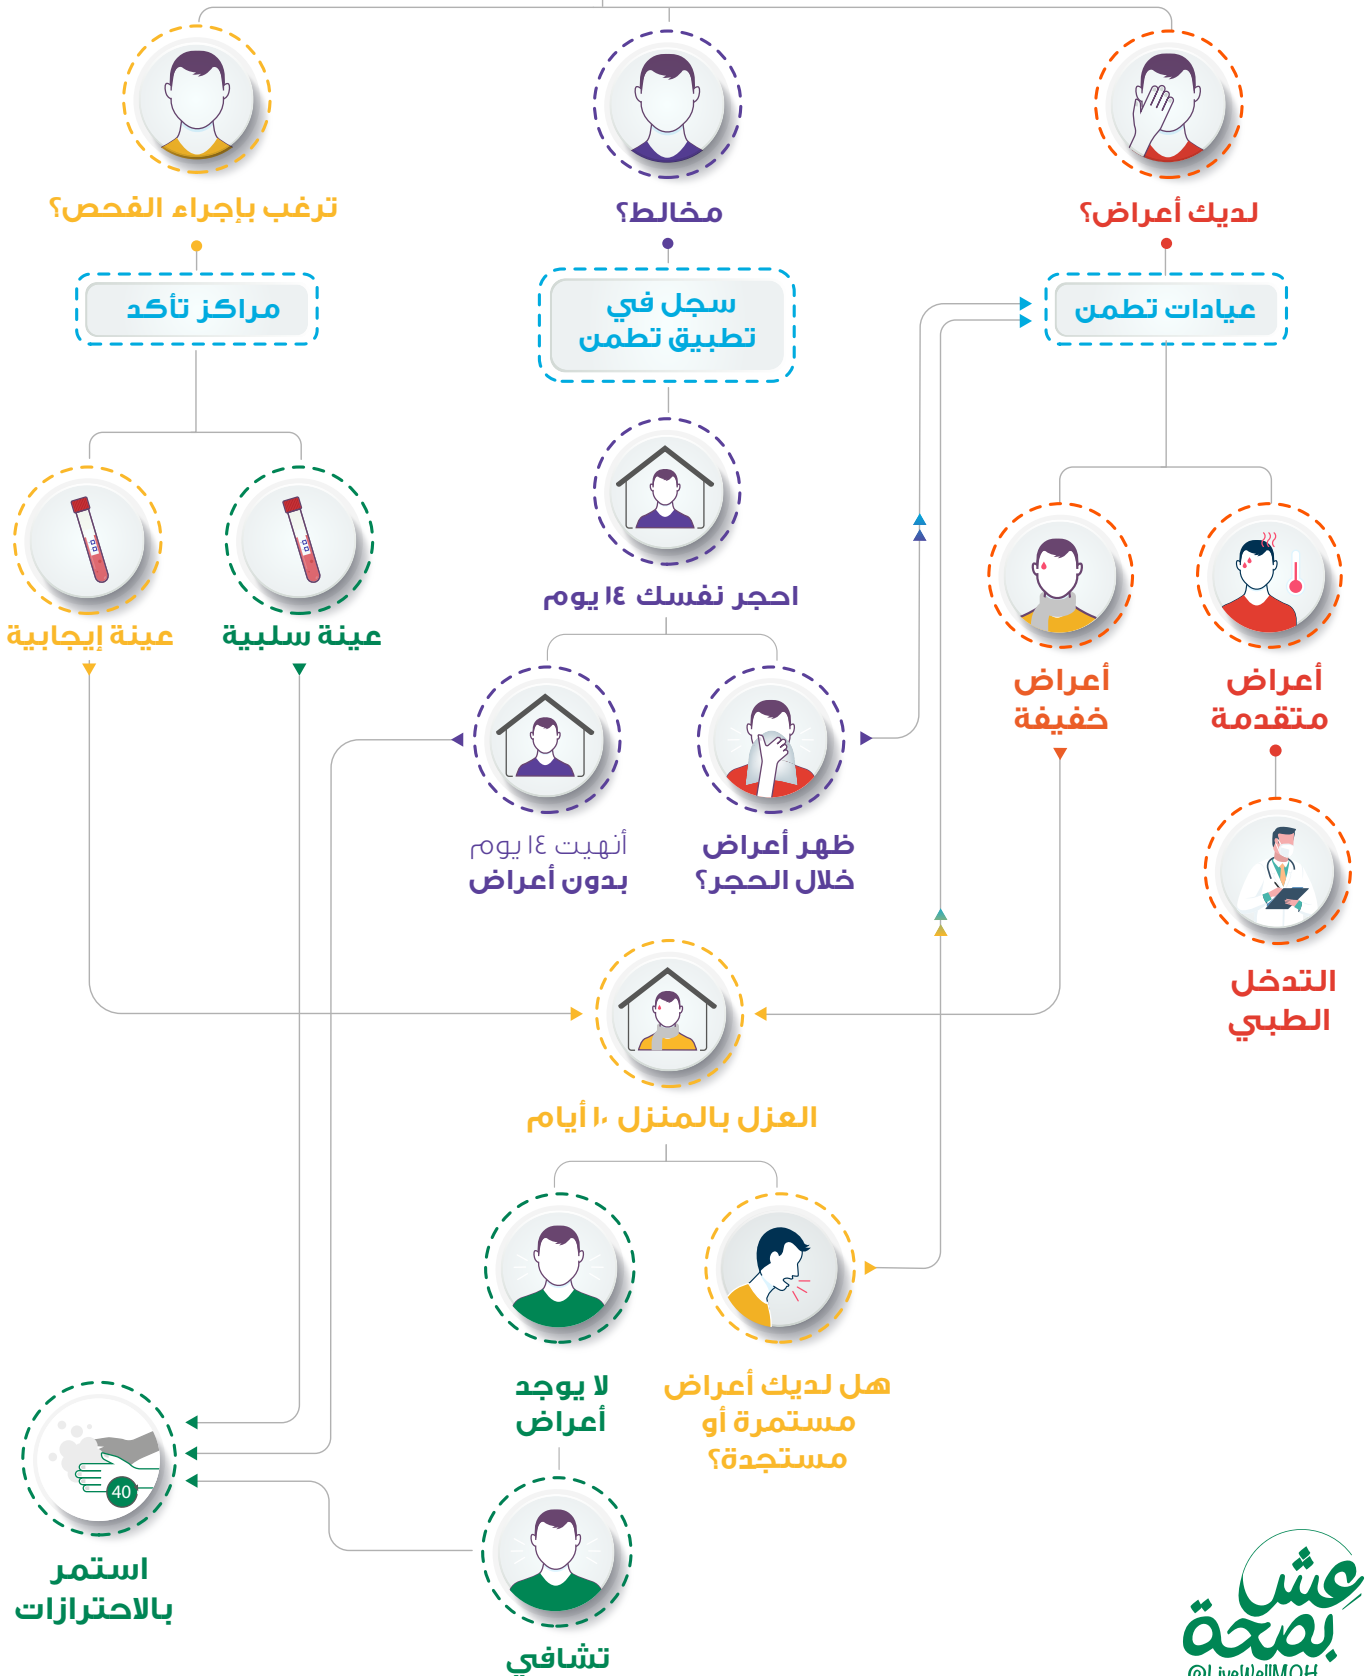 لديك أعراض؟
مخالط؟
ترغب بإجراء الفحص؟
عيادات تطمن
سجل في
تطبيق تطمن
مراكز تأكد
احجر نفسك ١٤ يوم
عينة سلبية
عينة إيجابية
أعراض
متقدمة
أعراض
خفيفة
ظهر أعراض
خلال الحجر؟
أنهيت ١٤ يوم
بدون أعراض
التدخل
الطبي
العزل بالمنزل ١٠ أيام
هل لديك أعراض
مستمرة أو
مستجدة؟
لا يوجد
أعراض
40
استمر
بالاحترازات
تشافي
عش
بصحة
@LiveWellMOH